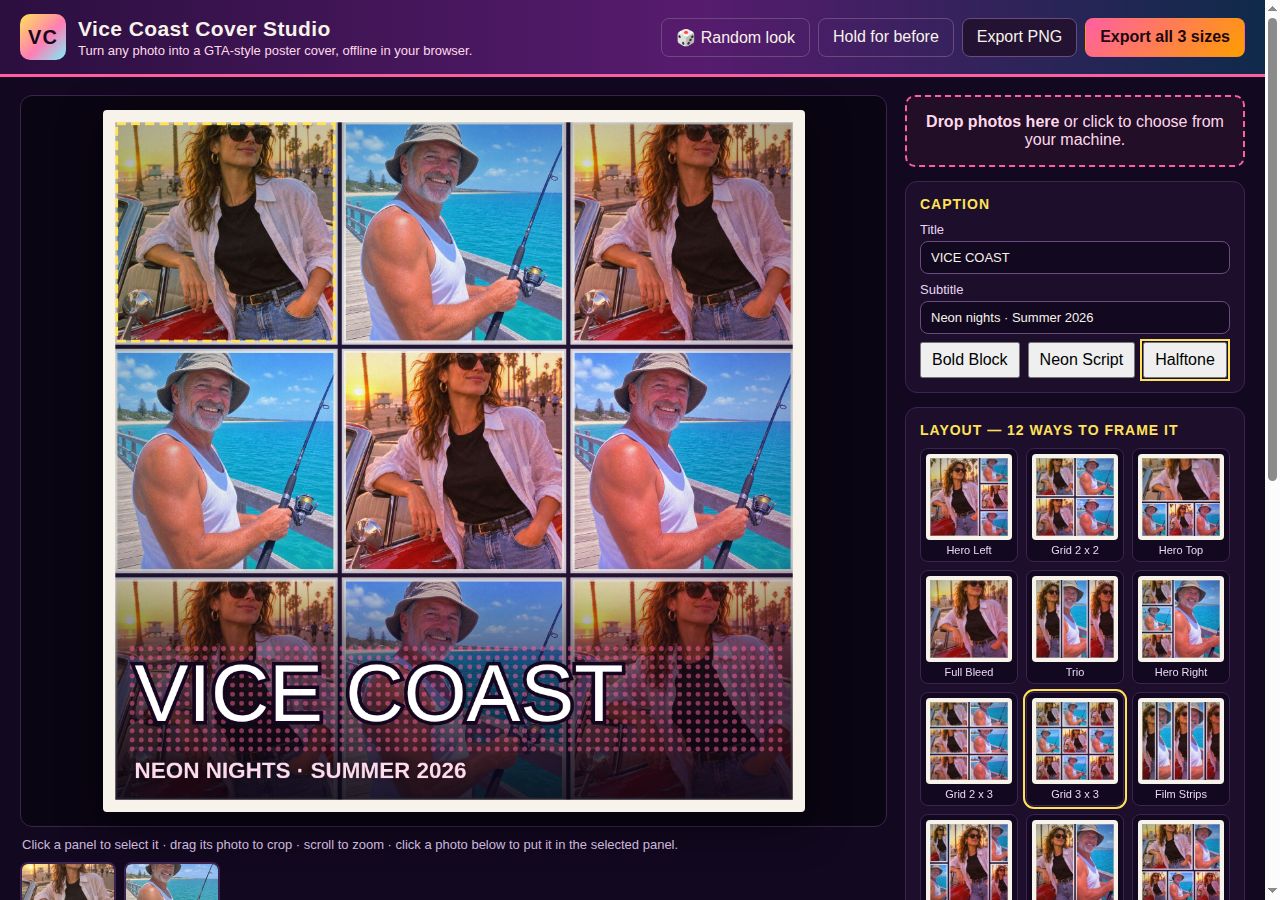 VC
Vice Coast Cover Studio
Turn any photo into a GTA-style poster cover, offline in your browser.
🎲 Random look
Hold for before
Export PNG
Export all 3 sizes
VICE COAST
NEON NIGHTS · SUMMER 2026
Click a panel to select it · drag its photo to crop · scroll to zoom · click a photo below to put it in the selected panel.
Drop photos here or click to choose from
your machine.
CAPTION
Title
VICE COAST
Subtitle
Neon nights · Summer 2026
Bold Block
Neon Script
Halftone
LAYOUT — 12 WAYS TO FRAME IT
Hero Left
Grid 2 x 2
Hero Top
Full Bleed
Trio
Hero Right
Grid 2 x 3
Grid 3 x 3
Film Strips